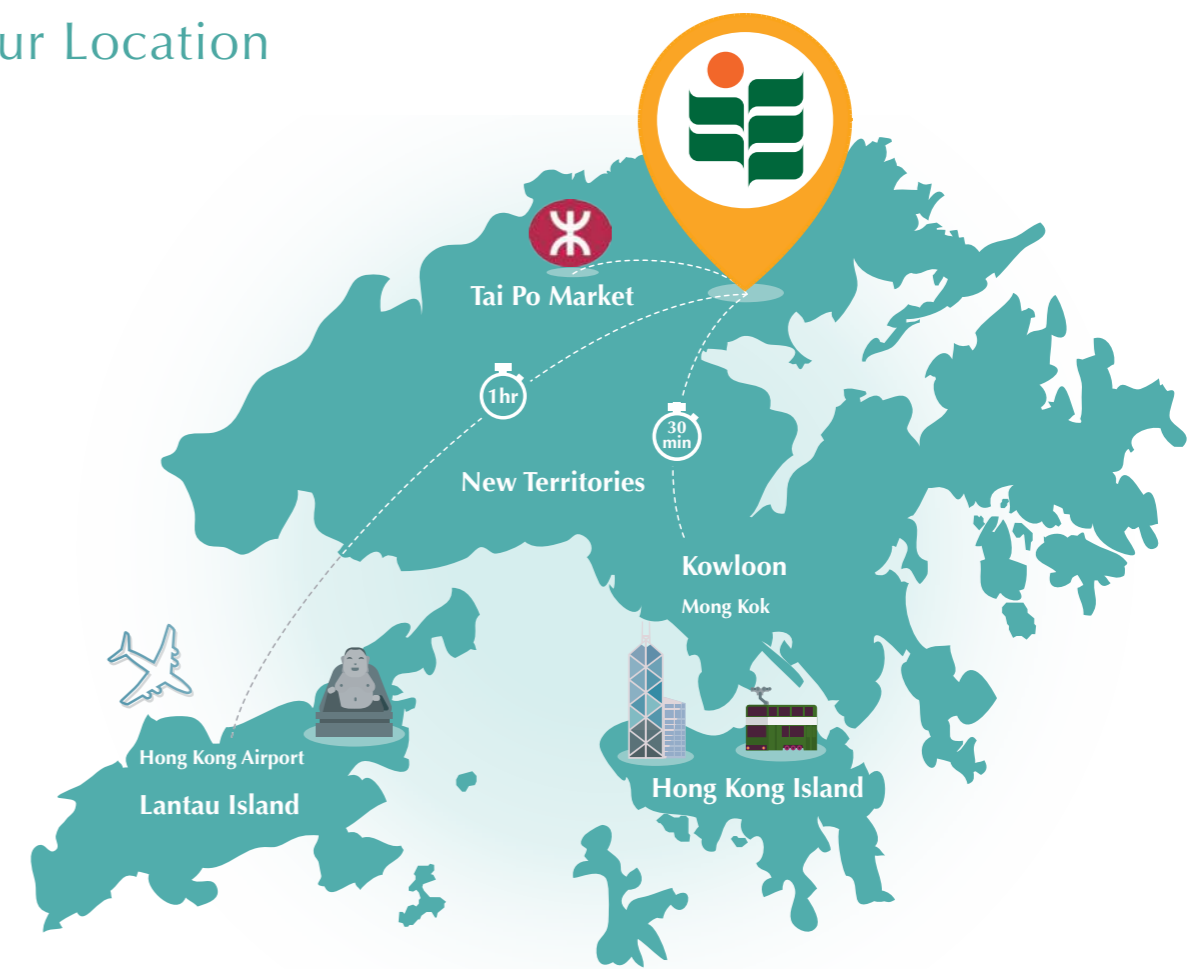 ur Location
Tai Po Market
1hr
30
min
New Territories
Kowloon
Mong Kok
Hong Kong Airport
Lantau Island
Hong Kong Island